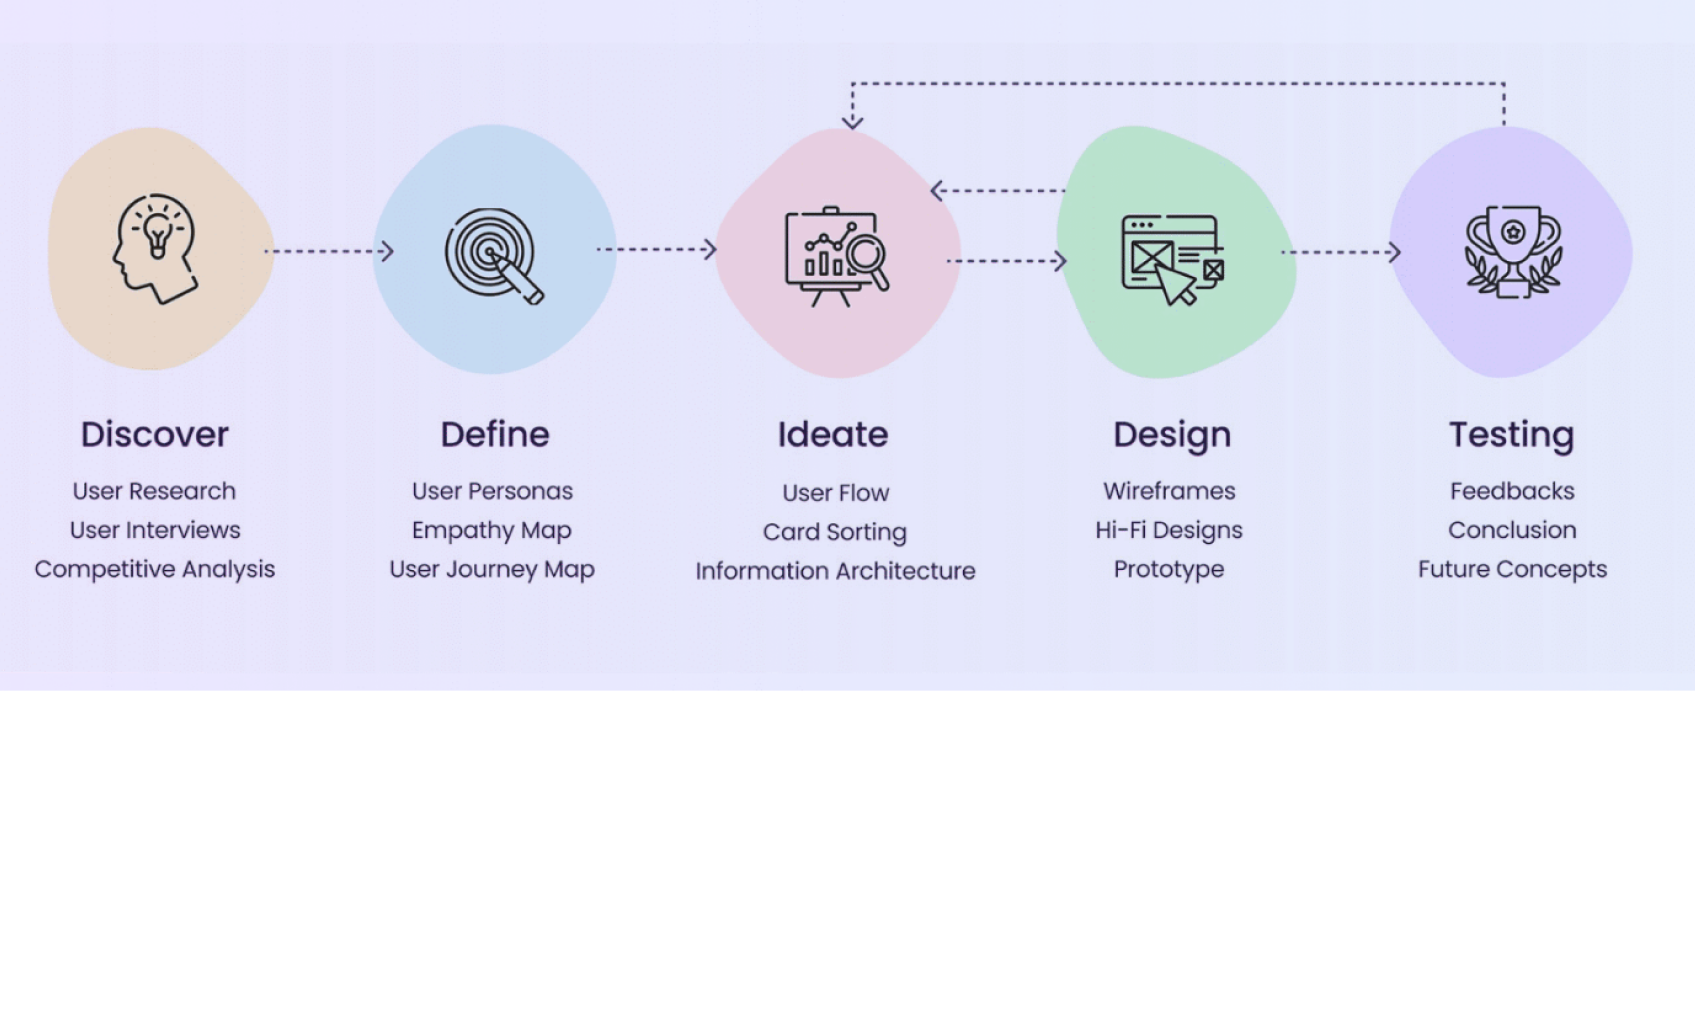 Discover
User Research
User Interviews
Competitive Analysis
Define
User Personas
Empathy Map
User Journey Map
Ideate
User Flow
Card Sorting
Information Architecture
Design
Wireframes
Hi-Fi Designs
Prototype
Testing
Feedbacks
Conclusion
Future Concepts